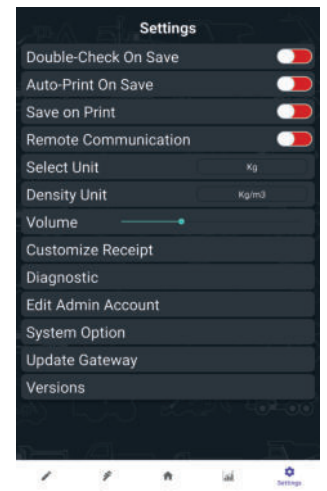 Settings
Double-Check On Save
Auto-Print On Save
Save on Print
Remote Communication
Select Unit Kg
Density Unit Kg/m3
Volume
Customize Receipt
Diagnostic
Edit Admin Account
System Option
Update Gateway
Versions
Settings